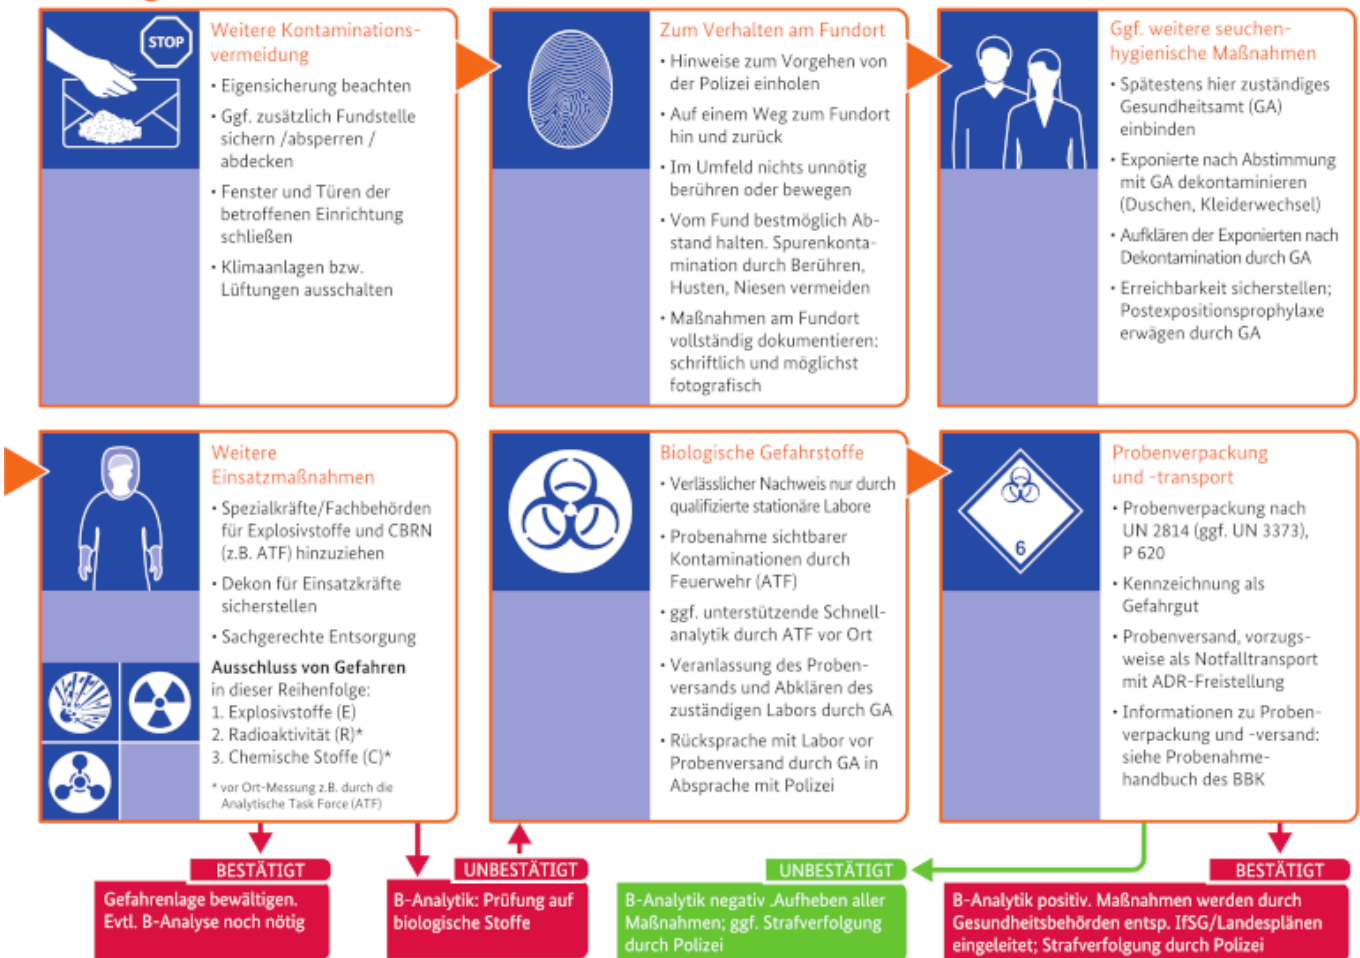 STOP
Weitere Kontaminations-
vermeidung
• Eigensicherung beachten
• Ggf. zusätzlich Fundstelle
sichern /absperren /
abdecken
• Fenster und Türen der
betroffenen Einrichtung
schließen
• Klimaanlagen bzw.
Lüftungen ausschalten
Zum Verhalten am Fundort
• Hinweise zum Vorgehen von
der Polizei einholen
• Auf einem Weg zum Fundort
hin und zurück
• Im Umfeld nichts unnötig
berühren oder bewegen
• Vom Fund bestmöglich Ab-
stand halten. Spurenkonta-
mination durch Berühren,
Husten, Niesen vermeiden
• Maßnahmen am Fundort
vollständig dokumentieren:
schriftlich und möglichst
fotografisch
Ggf. weitere seuchen-
hygienische Maßnahmen
• Spätestens hier zuständiges
Gesundheitsamt (GA)
einbinden
• Exponierte nach Abstimmung
mit GA dekontaminieren
(Duschen, Kleiderwechsel)
• Aufklären der Exponierten nach
Dekontamination durch GA
• Erreichbarkeit sicherstellen;
Postexpositionsprophylaxe
erwägen durch GA
Weitere
Einsatzmaßnahmen
• Spezialkräfte/Fachbehörden
für Explosivstoffe und CBRN
(z.B. ATF) hinzuziehen
• Dekon für Einsatzkräfte
sicherstellen
• Sachgerechte Entsorgung
Ausschluss von Gefahren
in dieser Reihenfolge:
1. Explosivstoffe (E)
2. Radioaktivität (R)*
3. Chemische Stoffe (C)*
* vor Ort-Messung z.B. durch die
Analytische Task Force (ATF)
Biologische Gefahrstoffe
• Verlässlicher Nachweis nur durch
qualifizierte stationäre Labore
• Probenahme sichtbarer
Kontaminationen durch
Feuerwehr (ATF)
• ggf. unterstützende Schnell-
analytik durch ATF vor Ort
• Veranlassung des Proben-
versands und Abklären des
zuständigen Labors durch GA
• Rücksprache mit Labor vor
Probenversand durch GA in
Absprache mit Polizei
6
Probenverpackung
und -transport
• Probenverpackung nach
UN 2814 (ggf. UN 3373),
P 620
• Kennzeichnung als
Gefahrgut
• Probenversand, vorzugs-
weise als Notfalltransport
mit ADR-Freistellung
• Informationen zu Proben-
verpackung und -versand:
siehe Probenahme-
handbuch des BBK
BESTÄTIGT
Gefahrenlage bewältigen.
Evtl. B-Analyse noch nötig
UNBESTÄTIGT
B-Analytik: Prüfung auf
biologische Stoffe
UNBESTÄTIGT
B-Analytik negativ .Aufheben aller
Maßnahmen; ggf. Strafverfolgung
durch Polizei
BESTÄTIGT
B-Analytik positiv. Maßnahmen werden durch
Gesundheitsbehörden entsp. IfSG/Landesplänen
eingeleitet; Strafverfolgung durch Polizei